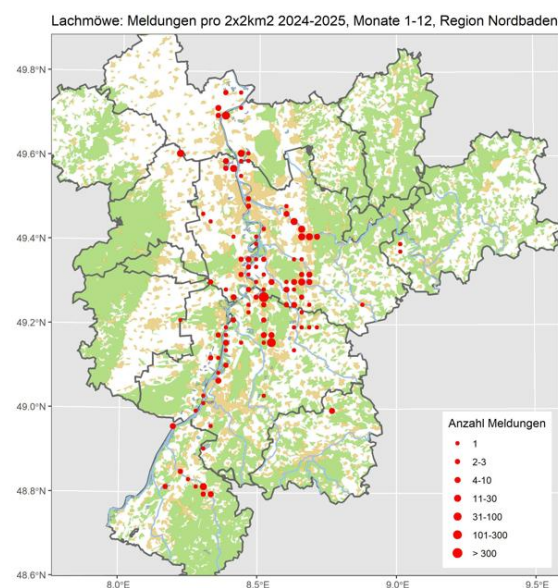 Lachmöwe: Meldungen pro 2x2km2 2024-2025, Monate 1-12, Region Nordbaden
49.8°N
49.6°N
49.4°N
49.2°N
49.0°N
48.8°N
48.6°N
Anzahl Meldungen
1
2-3
4-10
11-30
31-100
101-300
> 300
8.0°E
8.5°E
9.0°E
9.5°E